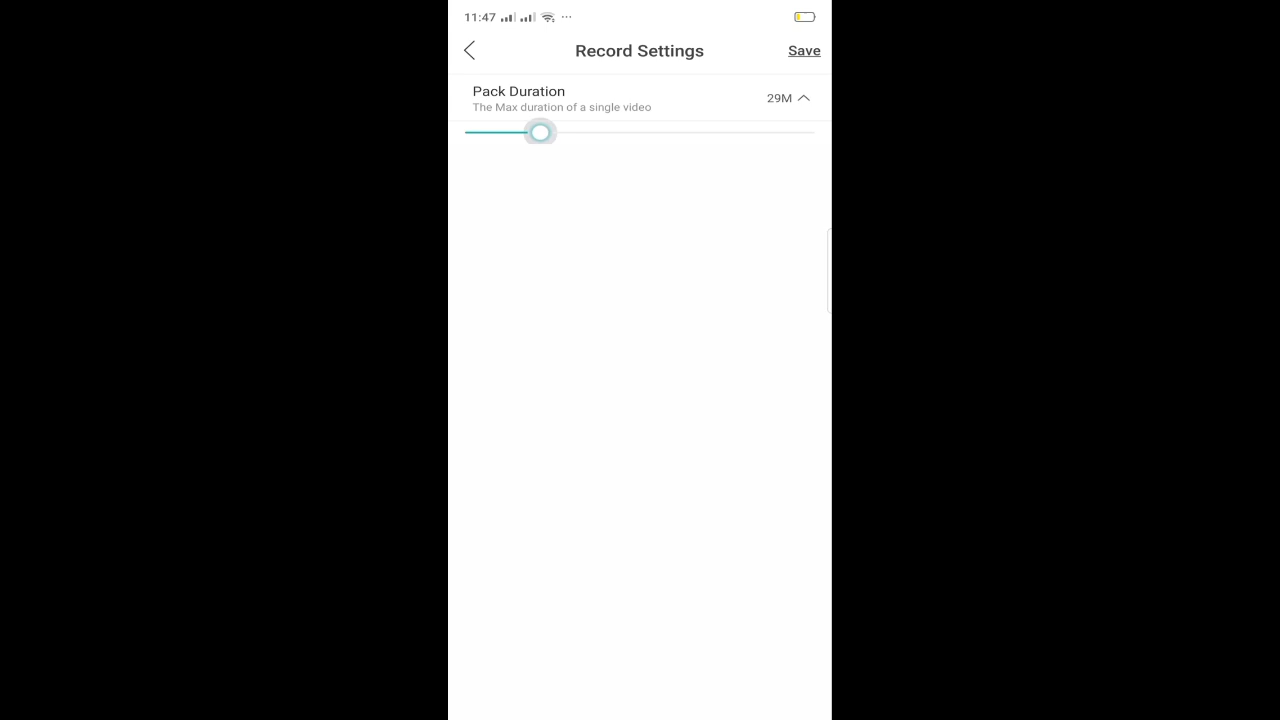 11:47
Record Settings
Save
Pack Duration
The Max duration of a single video
29M